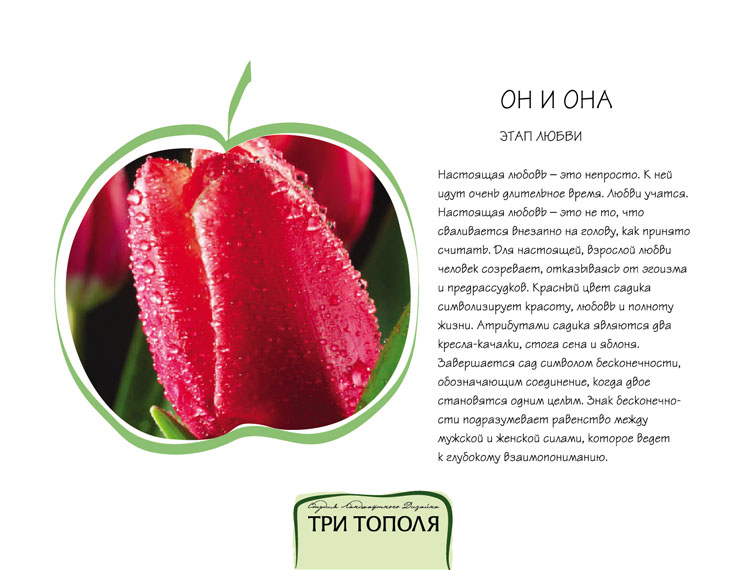 ОН И ОНА
ЭТАП ЛЮБВИ
Настоящая любовь – это непросто. К ней
идут очень длительное время. Любви учатся.
Настоящая любовь – это не то, что
сваливается внезапно на голову, как принято
считать. Для настоящей, взрослой любви
человек созревает, отказываясь от эгоизма
и предрассудков. Красный цвет садика
символизирует красоту, любовь и полноту
жизни. Атрибутами садика являются два
кресла-качалки, стога сена и яблоня.
Завершается сад символом бесконечности,
обозначающим соединение, когда двое
становятся одним целым. Знак бесконечно-
сти подразумевает равенство между
мужской и женской силами, которое ведет
к глубокому взаимопониманию.
Студия Ландшафтного Дизайна
ТРИ ТОПОЛЯ